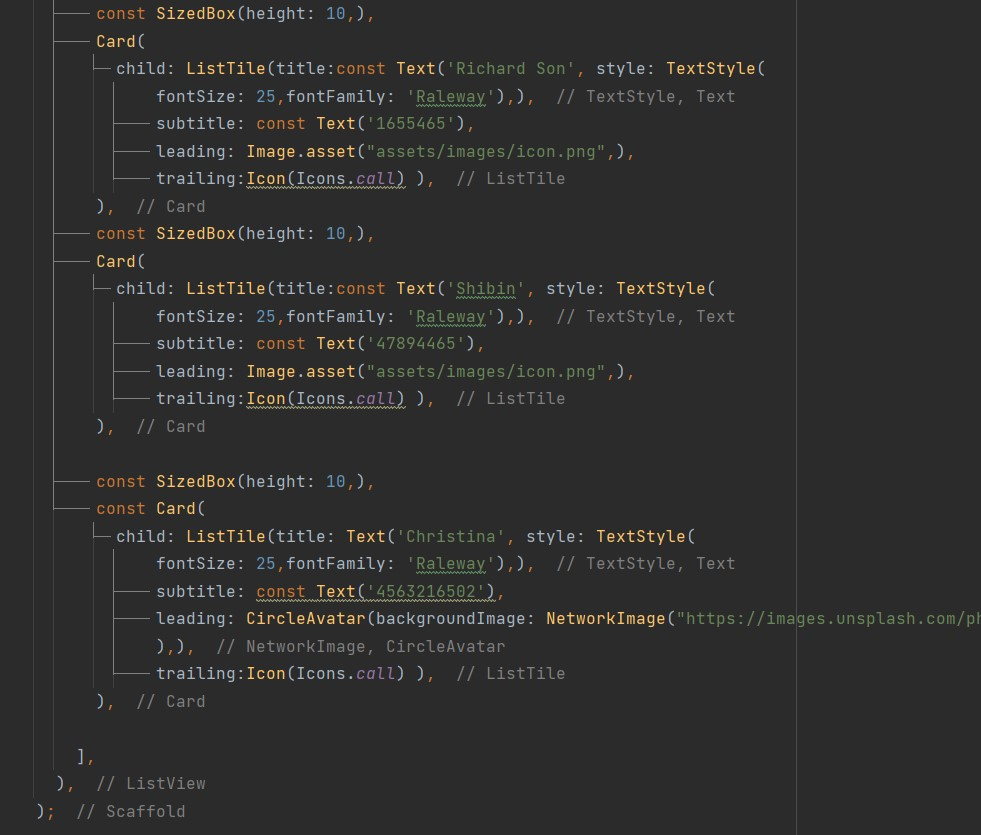 const SizedBox(height: 10,),
Card(
child: ListTile(title:const Text('Richard Son', style: TextStyle(
fontSize: 25,fontFamily: 'Raleway'),),  // TextStyle, Text
subtitle: const Text('1655465'),
leading: Image.asset("assets/images/icon.png",),
trailing:Icon(Icons.call) ),  // ListTile
),  // Card
const SizedBox(height: 10,),
Card(
child: ListTile(title:const Text('Shibin', style: TextStyle(
fontSize: 25,fontFamily: 'Raleway'),),  // TextStyle, Text
subtitle: const Text('47894465'),
leading: Image.asset("assets/images/icon.png",),
trailing:Icon(Icons.call) ),  // ListTile
),  // Card
const SizedBox(height: 10,),
const Card(
child: ListTile(title: Text('Christina', style: TextStyle(
fontSize: 25,fontFamily: 'Raleway'),),  // TextStyle, Text
subtitle: const Text('4563216502'),
leading: CircleAvatar(backgroundImage: NetworkImage("https://images.unsplash.com/ph
),),  // NetworkImage, CircleAvatar
trailing:Icon(Icons.call) ),  // ListTile
),  // Card
],
),  // ListView
);  // Scaffold